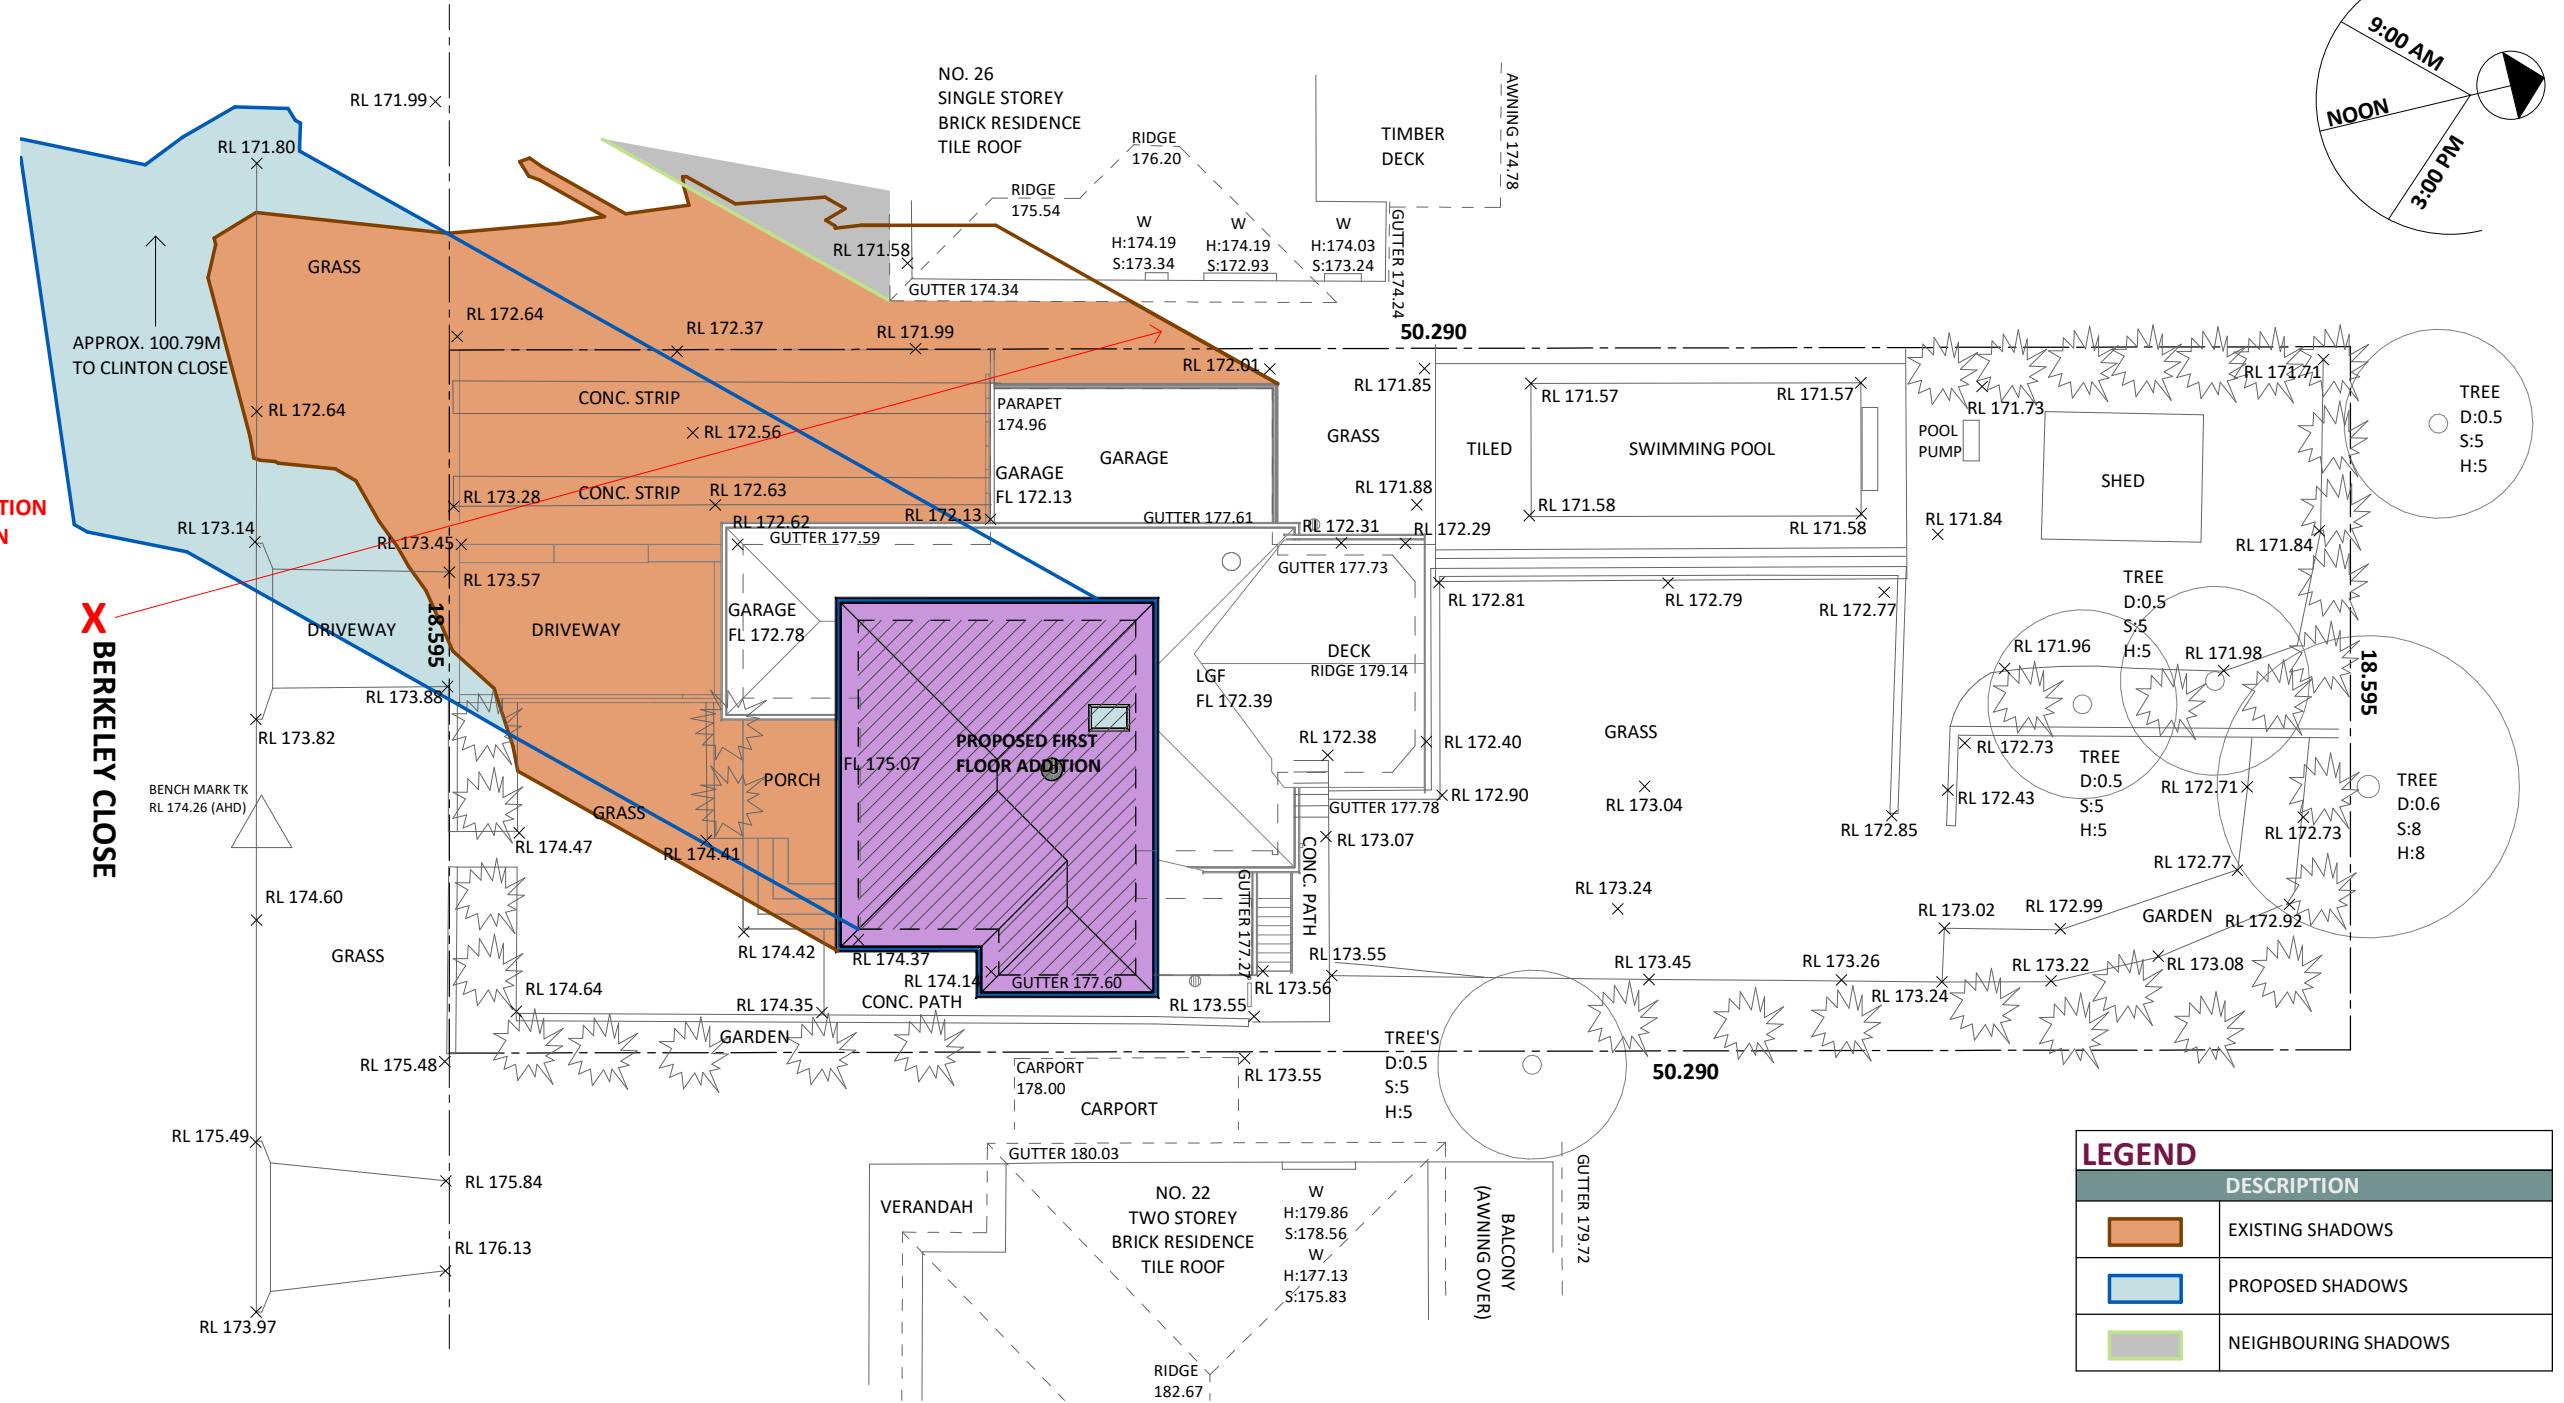 9:00 AM
NOON
3:00 PM
NO. 26
SINGLE STOREY
BRICK RESIDENCE
TILE ROOF
RIDGE
176.20
RIDGE
175.54
TIMBER
DECK
AWNING 174.78
W
H:174.19
S:173.34
W
H:174.19
S:172.93
W
H:174.03
S:173.24
GUTTER 174.24
GUTTER 174.34
RL 171.99
RL 171.80
GRASS
RL 171.58
APPROX. 100.79M
TO CLINTON CLOSE
RL 172.64
RL 172.37
RL 171.99
RL 172.01
50.290
RL 171.85
RL 171.57
RL 171.57
RL 171.71
RL 171.73
TREE
D:0.5
S:5
H:5
RL 172.64
CONC. STRIP
RL 172.56
PARAPET
174.96
GARAGE
GARAGE
FL 172.13
GRASS
TILED
SWIMMING POOL
POOL
PUMP
SHED
RL 173.28
CONC. STRIP
RL 172.63
RL 171.88
RL 171.58
RL 171.58
RL 171.84
RL 171.84
TION
N
RL 173.14
RL 173.45
RL 172.62
RL 172.13
GUTTER 177.59
GUTTER 177.61
RL 172.31
RL 172.29
GUTTER 177.73
RL 173.57
X
BERKELEY CLOSE
DRIVEWAY
18.595
DRIVEWAY
GARAGE
FL 172.78
RL 172.81
RL 172.79
RL 172.77
TREE
D:0.5
S:5
H:5
DECK
RIDGE 179.14
LGF
FL 172.39
RL 171.96
RL 171.98
18.595
RL 173.88
RL 173.82
PROPOSED FIRST
FLOOR ADDITION
FL 175.07
PORCH
RL 172.38
RL 172.40
GRASS
RL 172.73
TREE
D:0.5
S:5
H:5
RL 172.71
TREE
D:0.6
S:8
H:8
BENCH MARK TK
RL 174.26 (AHD)
GRASS
RL 174.47
RL 174.41
GUTTER 177.78
RL 172.90
RL 173.04
RL 172.43
RL 172.85
RL 172.73
RL 173.07
CONC. PATH
GUTTER 177.27
RL 172.77
RL 174.60
GRASS
RL 174.42
RL 174.37
RL 174.14
GUTTER 177.60
RL 173.55
RL 173.56
RL 173.24
RL 173.02
RL 172.99
GARDEN
RL 172.92
RL 173.45
RL 173.26
RL 173.24
RL 173.22
RL 173.08
RL 174.64
RL 174.35
CONC. PATH
RL 173.55
GARDEN
RL 175.48
CARPORT
178.00
CARPORT
RL 173.55
TREE'S
D:0.5
S:5
H:5
50.290
RL 175.49
RL 175.84
RL 176.13
RL 173.97
GUTTER 180.03
VERANDAH
NO. 22
TWO STOREY
BRICK RESIDENCE
TILE ROOF
W
H:179.86
S:178.56
W
H:177.13
S:175.83
BALCONY
(AWNING OVER)
GUTTER 179.72
RIDGE
182.67
LEGEND
DESCRIPTION
EXISTING SHADOWS
PROPOSED SHADOWS
NEIGHBOURING SHADOWS